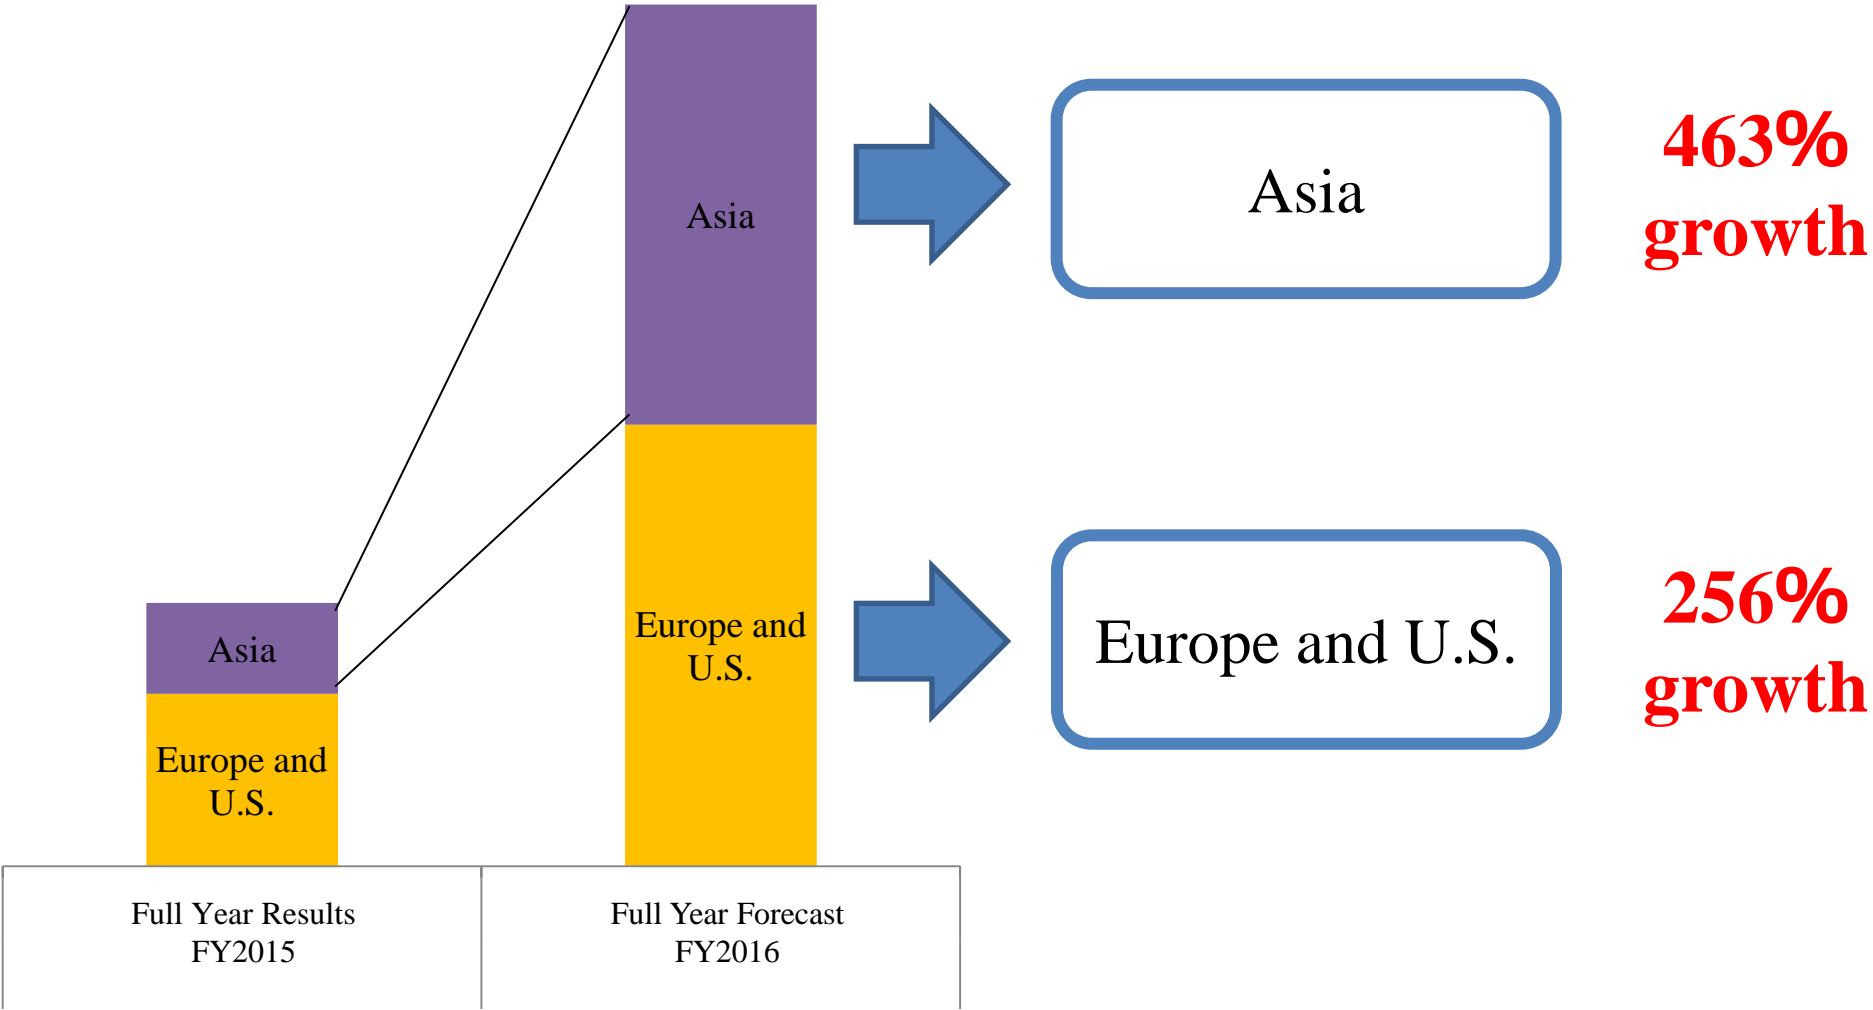 Asia
Europe and
U.S.
Asia
Europe and
U.S.
Full Year Results
FY2015
Full Year Forecast
FY2016
Asia
463%
growth
Europe and U.S.
256%
growth